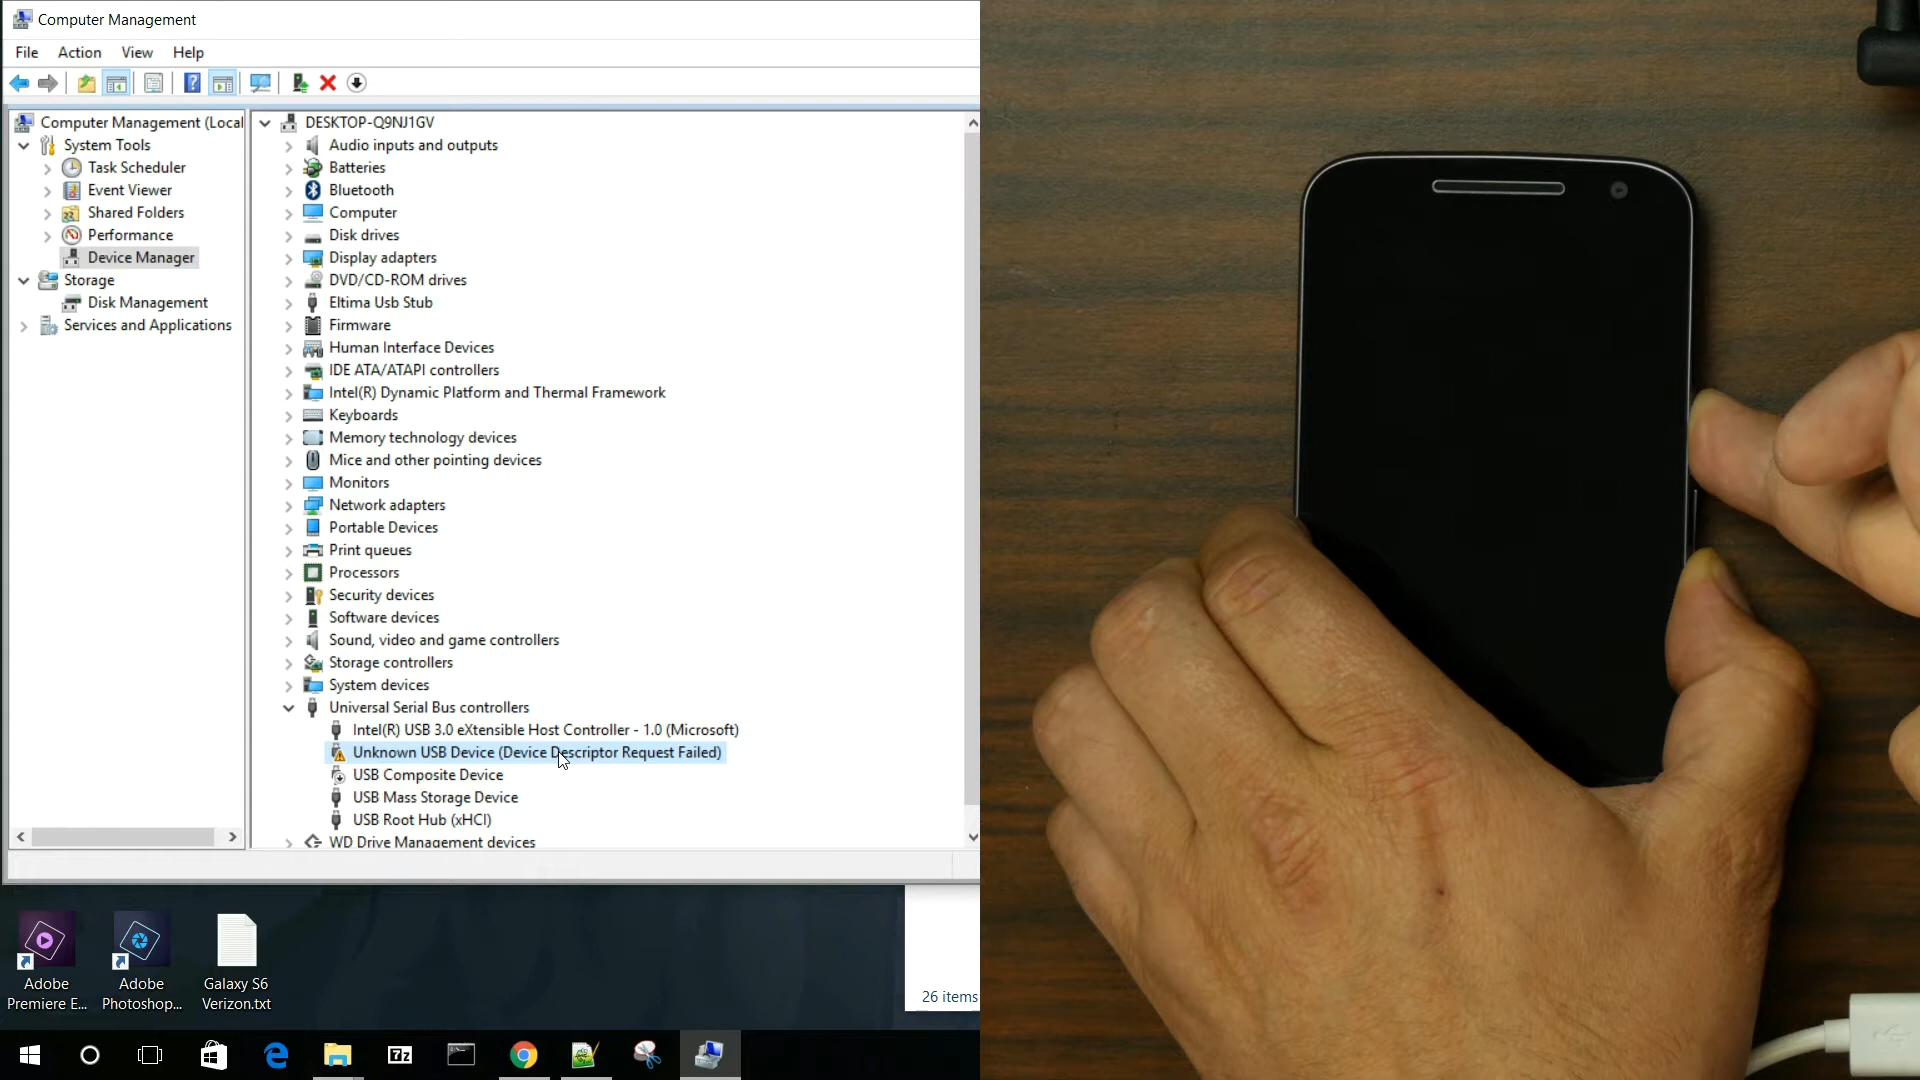 Computer Management
File Action View Help
Computer Management (Local
System Tools
Task Scheduler
Event Viewer
Shared Folders
Performance
Device Manager
Storage
Disk Management
Services and Applications
DESKTOP-Q9NJ1GV
Audio inputs and outputs
Batteries
Bluetooth
Computer
Disk drives
Display adapters
DVD/CD-ROM drives
Eltima Usb Stub
Firmware
Human Interface Devices
IDE ATA/ATAPI controllers
Intel(R) Dynamic Platform and Thermal Framework
Keyboards
Memory technology devices
Mice and other pointing devices
Monitors
Network adapters
Portable Devices
Print queues
Processors
Security devices
Software devices
Sound, video and game controllers
Storage controllers
System devices
Universal Serial Bus controllers
Intel(R) USB 3.0 eXtensible Host Controller - 1.0 (Microsoft)
Unknown USB Device (Device Descriptor Request Failed)
USB Composite Device
USB Mass Storage Device
USB Root Hub (xHCI)
WD Drive Management devices
26 items
Adobe
Premiere E...
Adobe
Photoshop...
Galaxy S6
Verizon.txt
7z